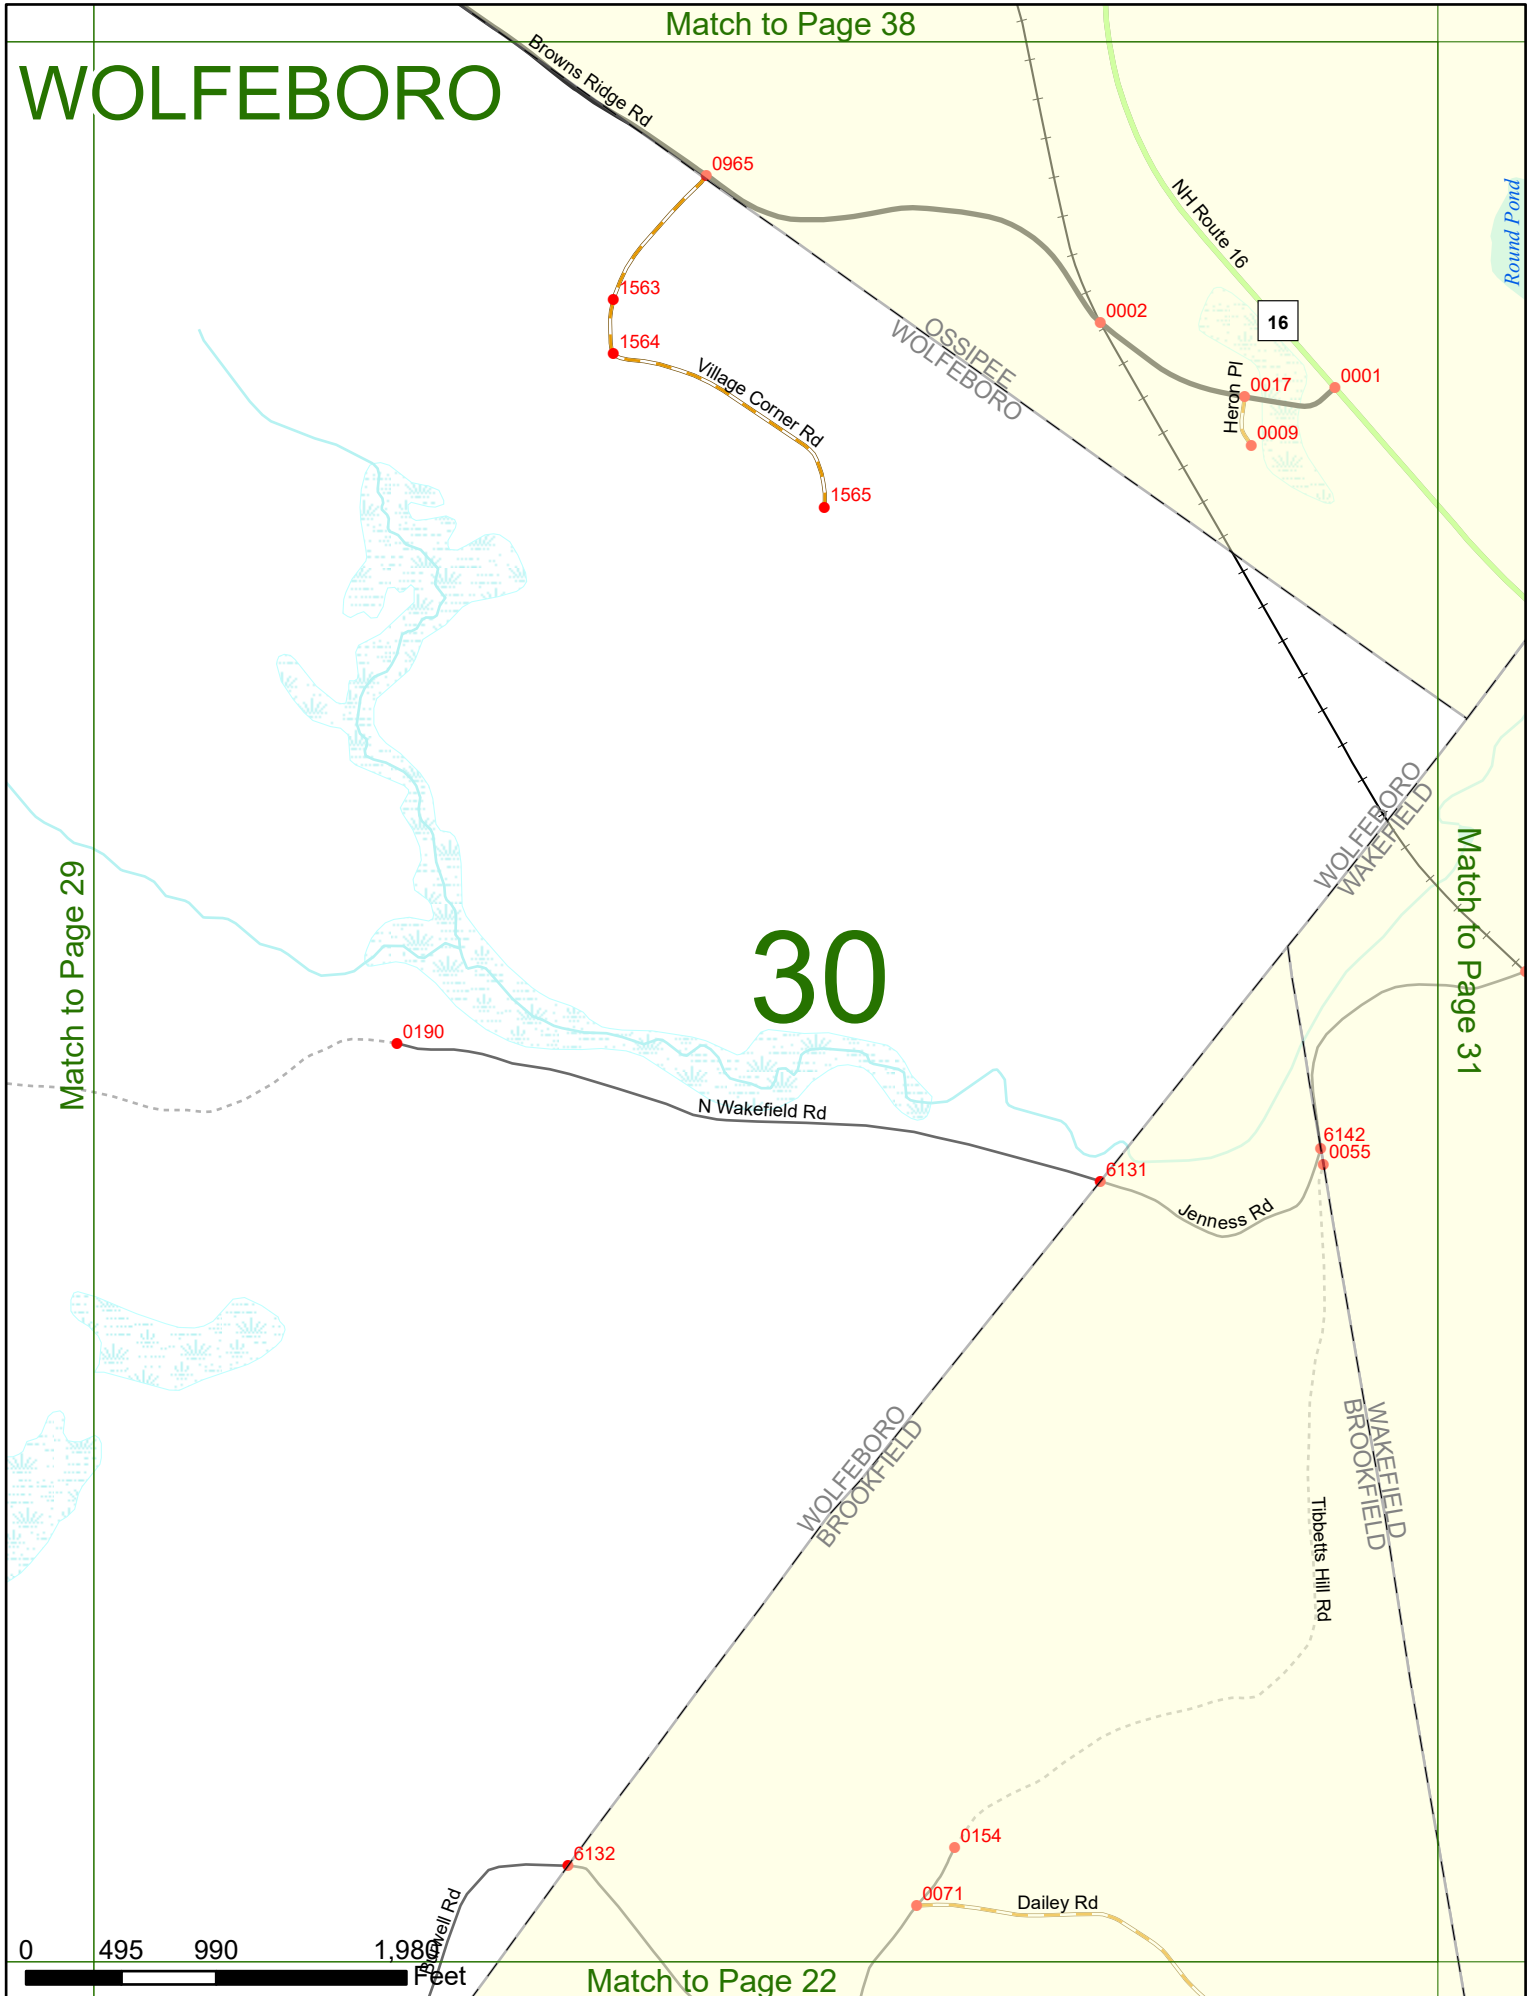 Match to Page 38
WOLFEBORO
Browns Ridge Rd
0965
NH Route 16
Round Pond
1563
0002
16
OSSIPEE
WOLFEBORO
1564
Village Corner Rd
Heron Pl
0017
0001
0009
1565
WOLFEBORO
WAKEFIELD
Match to Page 29
Match to Page 31
30
0190
N Wakefield Rd
6142
0055
6131
Jenness Rd
WOLFEBORO
BROOKFIELD
WAKEFIELD
BROOKFIELD
Tibbetts Hill Rd
0154
6132
0071
Dailey Rd
0 495 990 1,980
Feet
Match to Page 22